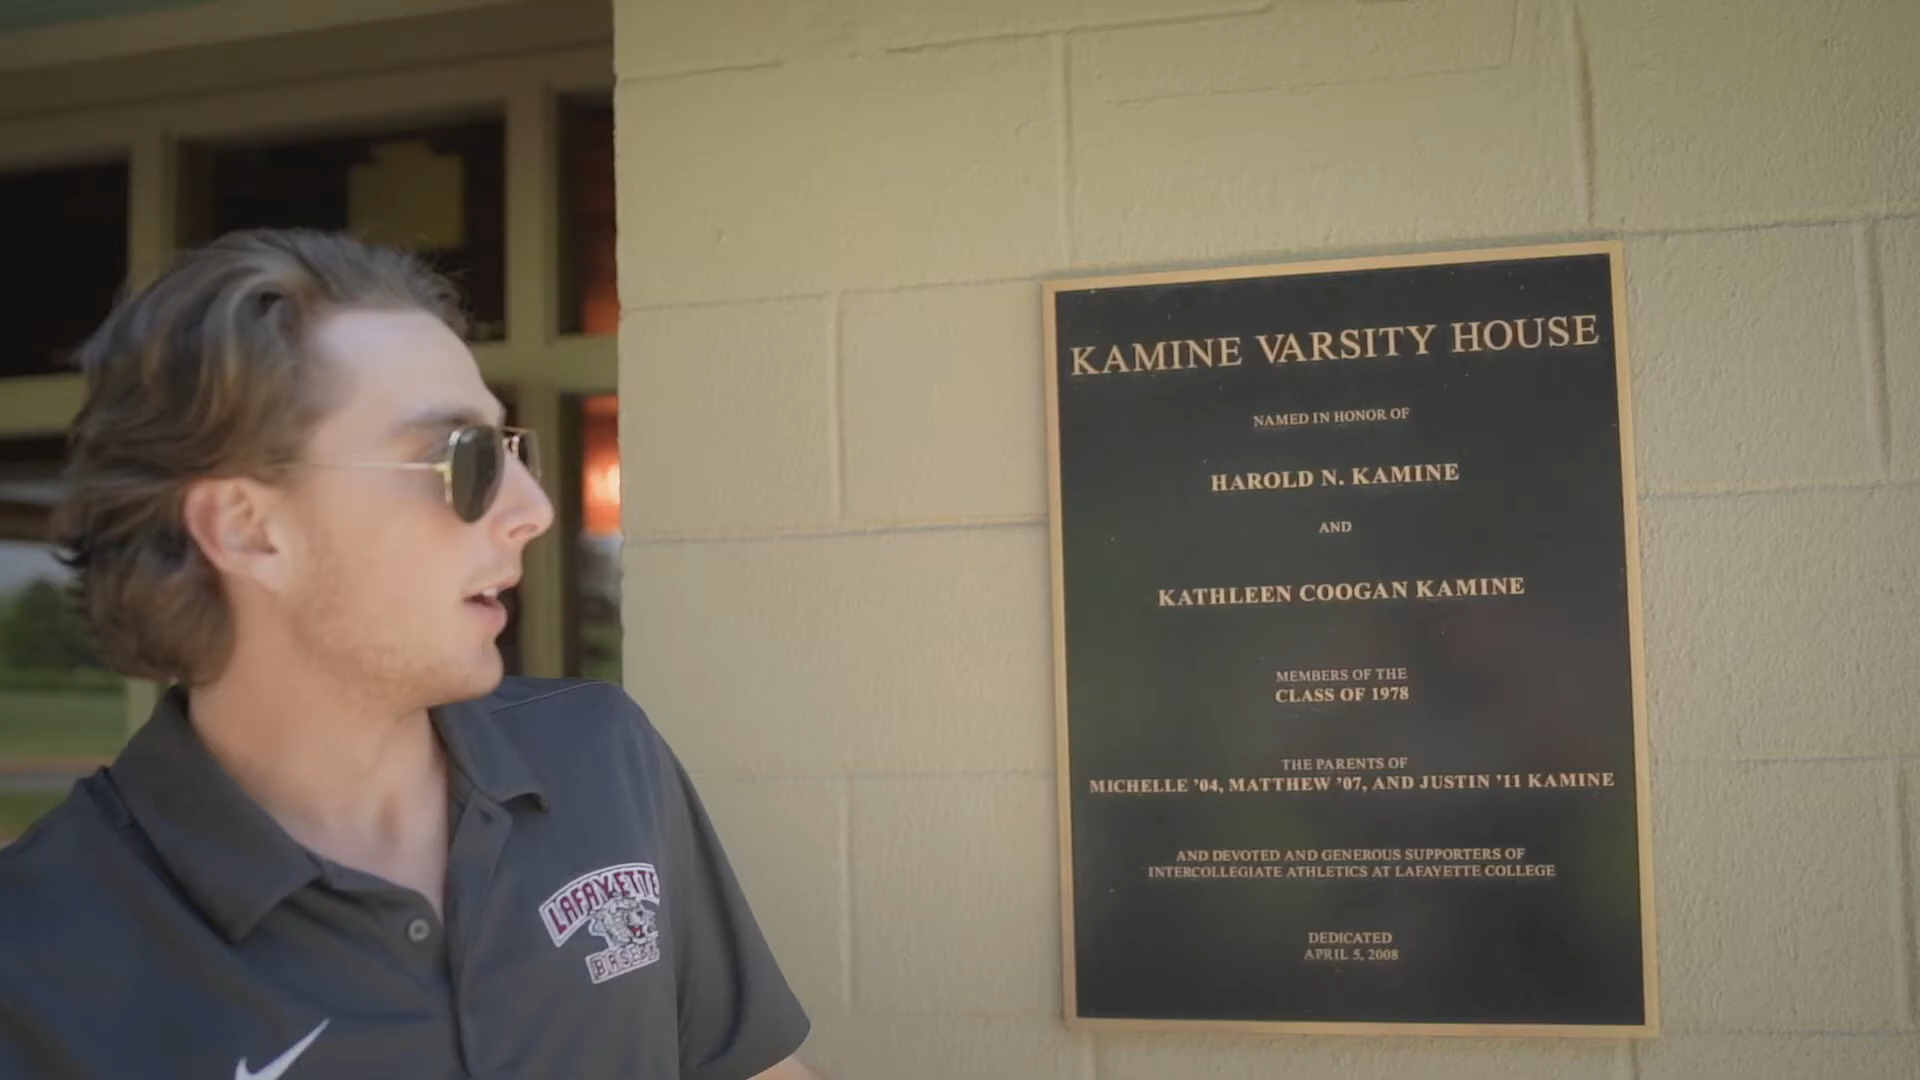 KAMINE VARSITY HOUSE
NAMED IN HONOR OF
HAROLD N. KAMINE
AND
KATHLEEN COOGAN KAMINE
MEMBERS OF THE
CLASS OF 1978
THE PARENTS OF
MICHELLE ’04, MATTHEW ’07, AND JUSTIN ’11 KAMINE
AND DEVOTED AND GENEROUS SUPPORTERS OF
INTERCOLLEGIATE ATHLETICS AT LAFAYETTE COLLEGE
DEDICATED
APRIL 5, 2008
LAFAYETTE